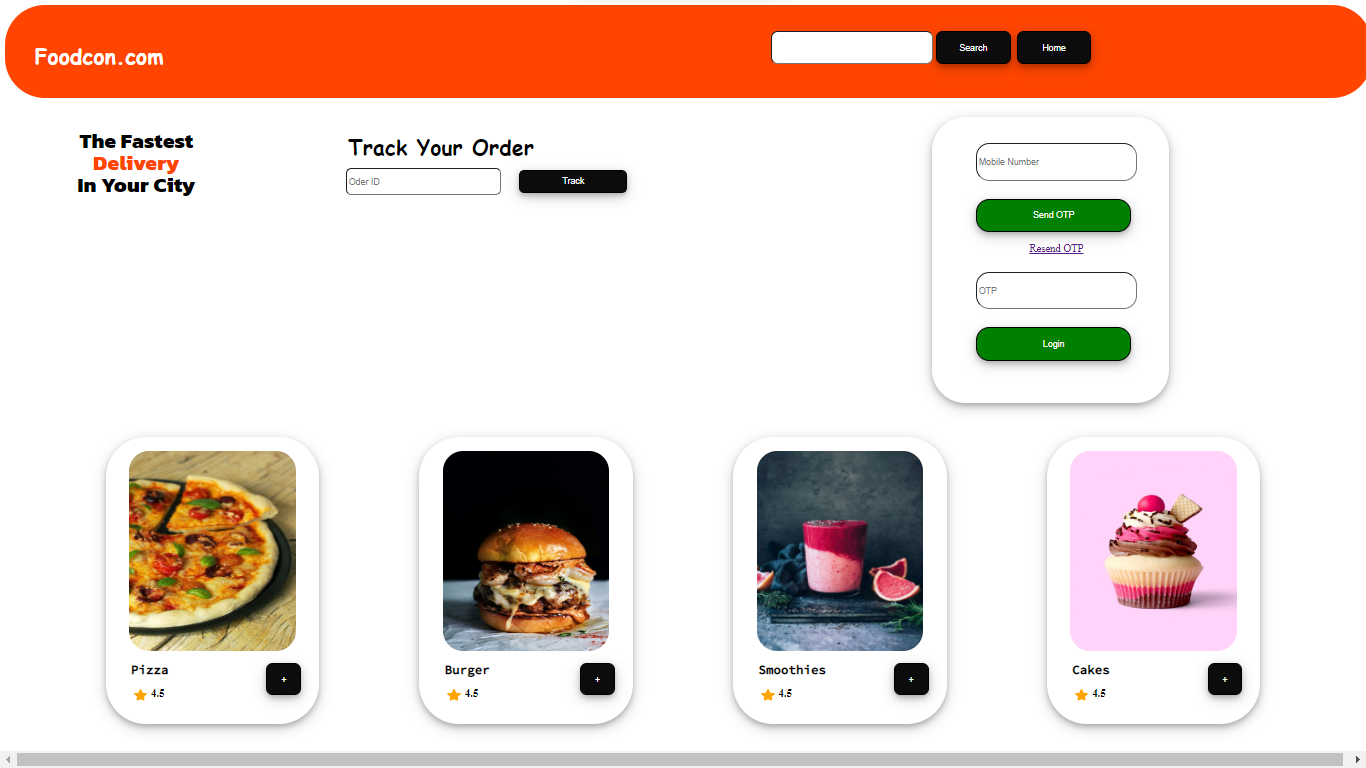 Foodcon.com
Search
Home
The Fastest
Delivery
In Your City
Track Your Order
Oder ID
Track
Mobile Number
Send OTP
Resend OTP
OTP
Login
Pizza
+
4.5
Burger
+
4.5
Smoothies
+
4.5
Cakes
+
4.5